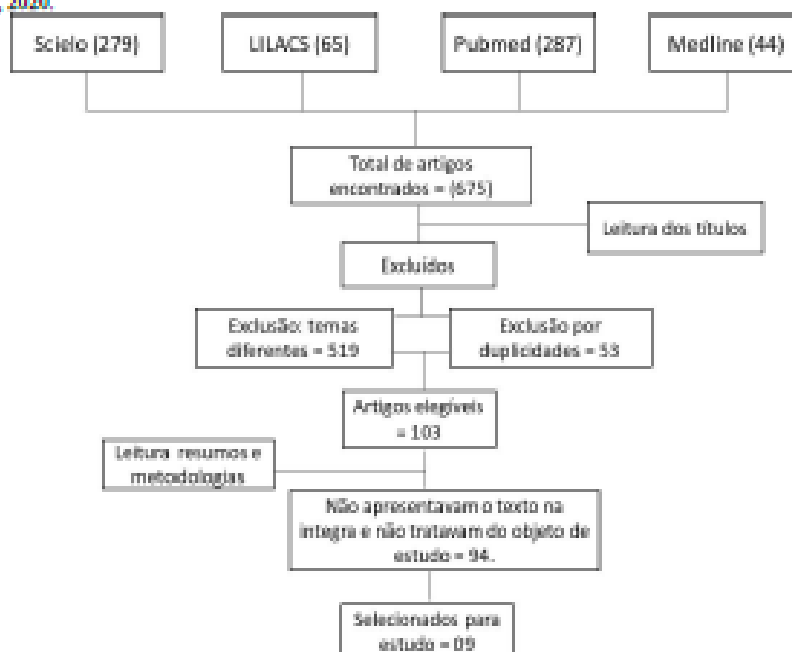 , 2020.
Scielo (279)
LILACS (65)
Pubmed (287)
Medline (44)
Total de artigos
encontrados = (675)
Leitura dos títulos
Excluídos
Exclusão: temas
diferentes = 519
Exclusão por
duplicidades = 53
Artigos elegíveis
= 103
Leitura resumos e
metodologias
Não apresentavam o texto na
integra e não tratavam do objeto de
estudo = 94.
Selecionados para
estudo = 09